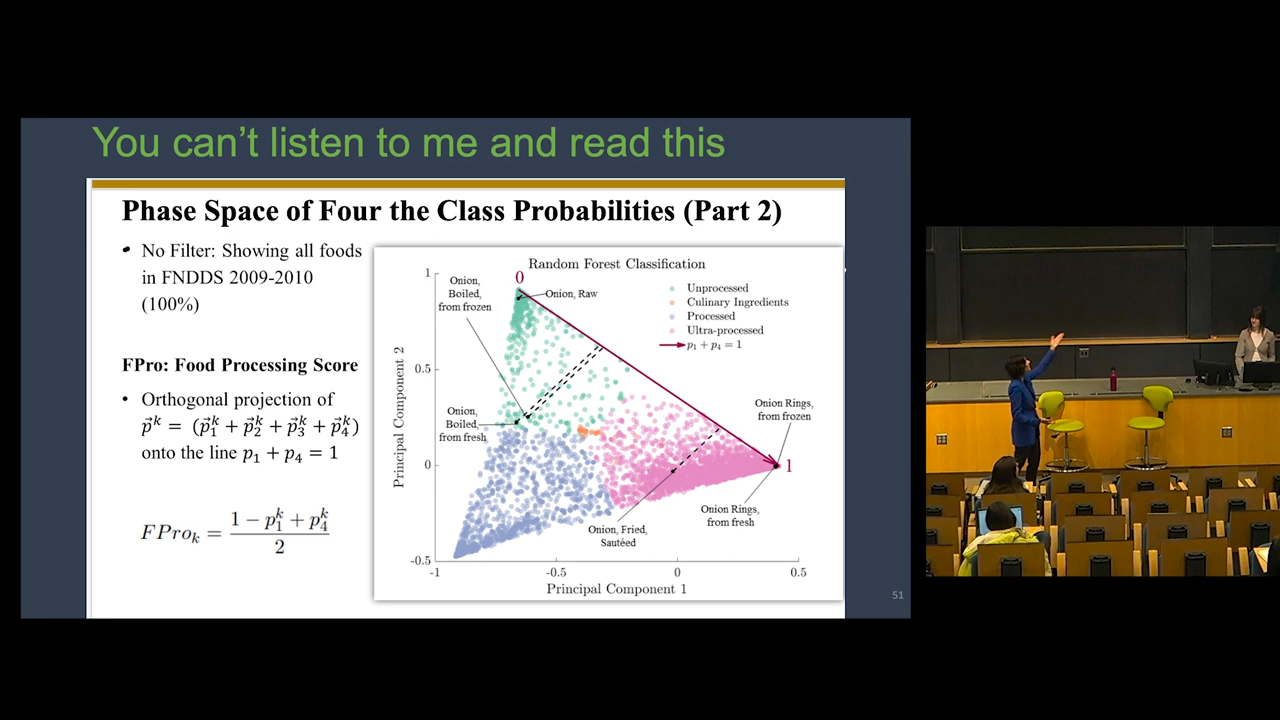 You can't listen to me and read this
Phase Space of Four the Class Probabilities (Part 2)
• No Filter: Showing all foods
in FNDDS 2009-2010
(100%)
FPro: Food Processing Score
• Orthogonal projection of
p⃗ᵏ = (p⃗₁ᵏ + p⃗₂ᵏ + p⃗₃ᵏ + p⃗₄ᵏ)
onto the line p₁ + p₄ = 1
FProₖ = (1 − p₁ᵏ + p₄ᵏ) / 2
Random Forest Classification
Unprocessed
Culinary Ingredients
Processed
Ultra-processed
p₁ + p₄ = 1
Onion,
Boiled,
from frozen
0
Onion, Raw
Onion,
Boiled,
from fresh
Onion Rings,
from frozen
1
Onion Rings,
from fresh
Onion, Fried,
Sautéed
Principal Component 2
1
0.5
0
-0.5
-1
-0.5
0
0.5
Principal Component 1
51